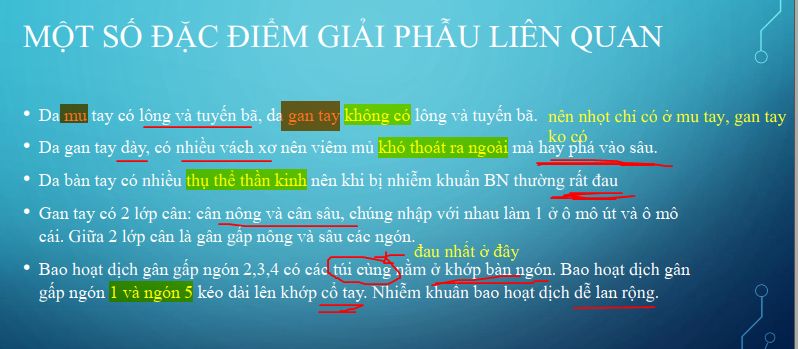 MỘT SỐ ĐẶC ĐIỂM GIẢI PHẪU LIÊN QUAN
• Da mu tay có lông và tuyến bã, da gan tay không có lông và tuyến bã.
nên nhọt chỉ có ở mu tay, gan tay
ko có
• Da gan tay dày, có nhiều vách xơ nên viêm mủ khó thoát ra ngoài mà hay phá vào sâu.
• Da bàn tay có nhiều thụ thể thần kinh nên khi bị nhiễm khuẩn BN thường rất đau
• Gan tay có 2 lớp cân: cân nông và cân sâu, chúng nhập với nhau làm 1 ở ô mô út và ô mô
cái. Giữa 2 lớp cân là gân gấp nông và sâu các ngón.
đau nhất ở đây
• Bao hoạt dịch gân gấp ngón 2,3,4 có các túi cùng nằm ở khớp bàn ngón. Bao hoạt dịch gân
gấp ngón 1 và ngón 5 kéo dài lên khớp cổ tay. Nhiễm khuẩn bao hoạt dịch dễ lan rộng.